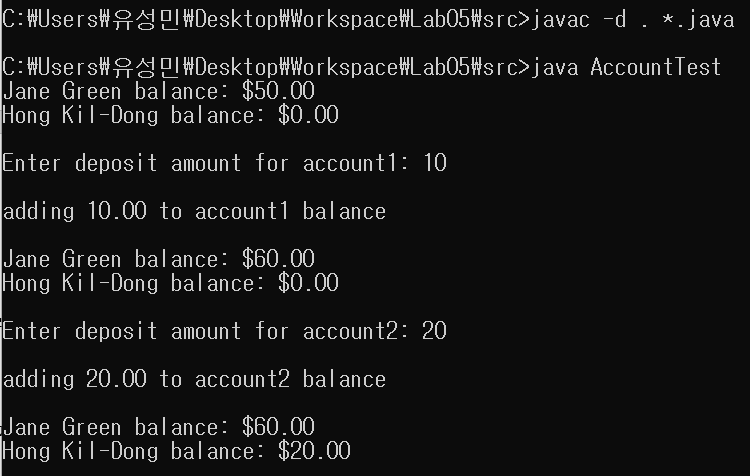 C:₩Users₩유성민₩Desktop₩Workspace₩Lab05₩src>javac -d . *.java
C:₩Users₩유성민₩Desktop₩Workspace₩Lab05₩src>java AccountTest
Jane Green balance: $50.00
Hong Kil-Dong balance: $0.00
Enter deposit amount for account1: 10
adding 10.00 to account1 balance
Jane Green balance: $60.00
Hong Kil-Dong balance: $0.00
Enter deposit amount for account2: 20
adding 20.00 to account2 balance
Jane Green balance: $60.00
Hong Kil-Dong balance: $20.00